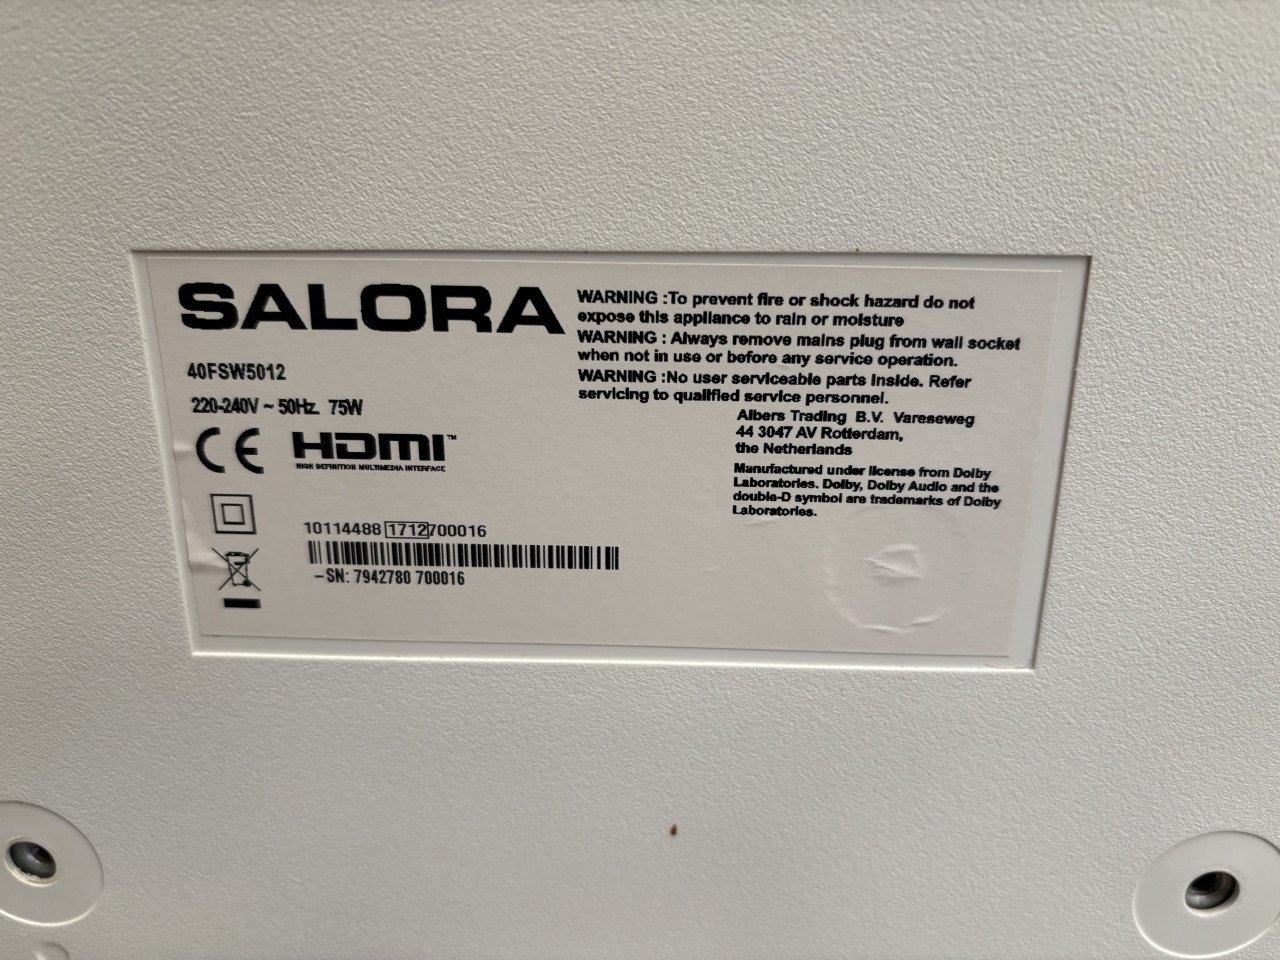 SALORA
40FSW5012
220-240V ~ 50Hz 75W
CE HDMI™
HIGH DEFINITION MULTIMEDIA INTERFACE
WARNING :To prevent fire or shock hazard do not
expose this appliance to rain or moisture
WARNING : Always remove mains plug from wall socket
when not in use or before any service operation.
WARNING :No user serviceable parts inside. Refer
servicing to qualified service personnel.
Albers Trading B.V. Vareseweg
44 3047 AV Rotterdam,
the Netherlands
Manufactured under license from Dolby
Laboratories. Dolby, Dolby Audio and the
double-D symbol are trademarks of Dolby
Laboratories.
10114488 1712700016
-SN: 7942780 700016